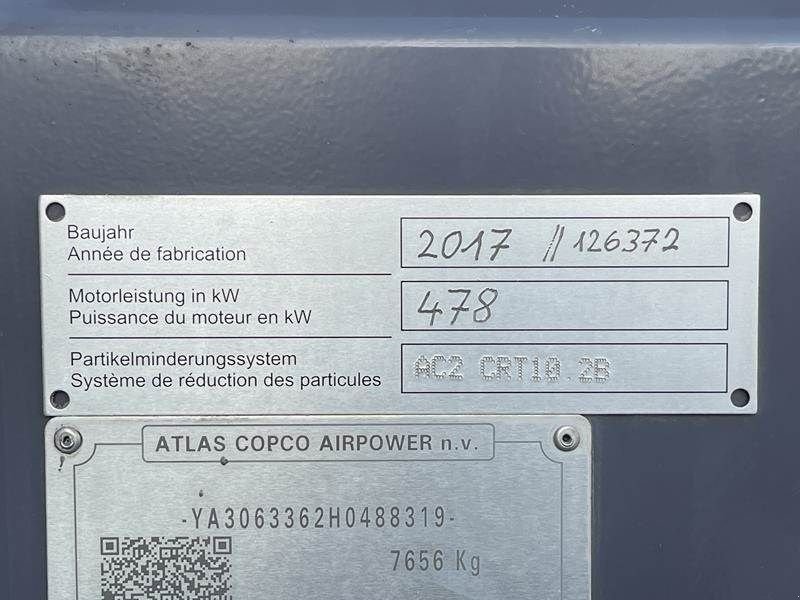 Baujahr
Année de fabrication
2017 // 126372
Motorleistung in kW
Puissance du moteur en kW
478
Partikelminderungssystem
Système de réduction des particules
AC2 CRT10.2B
ATLAS COPCO AIRPOWER n.v.
-YA3063362H0488319-
7656 Kg